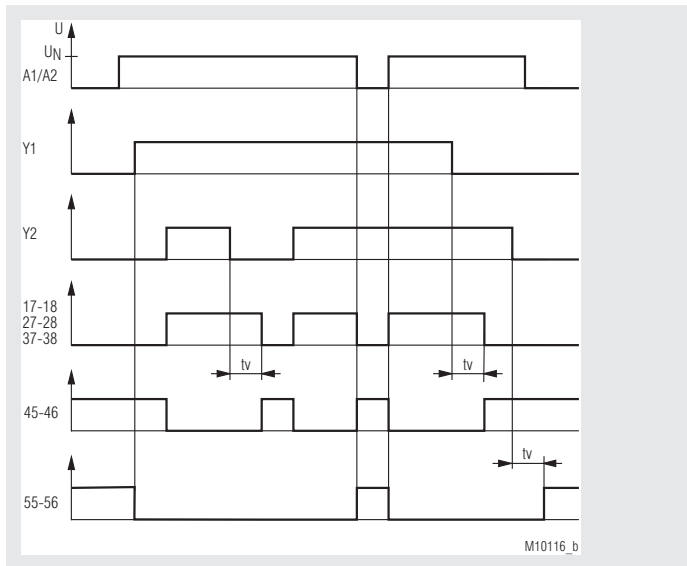 U
UN
A1/A2
Y1
Y2
17-18
27-28
37-38
tv
tv
45-46
tv
55-56
M10116_b